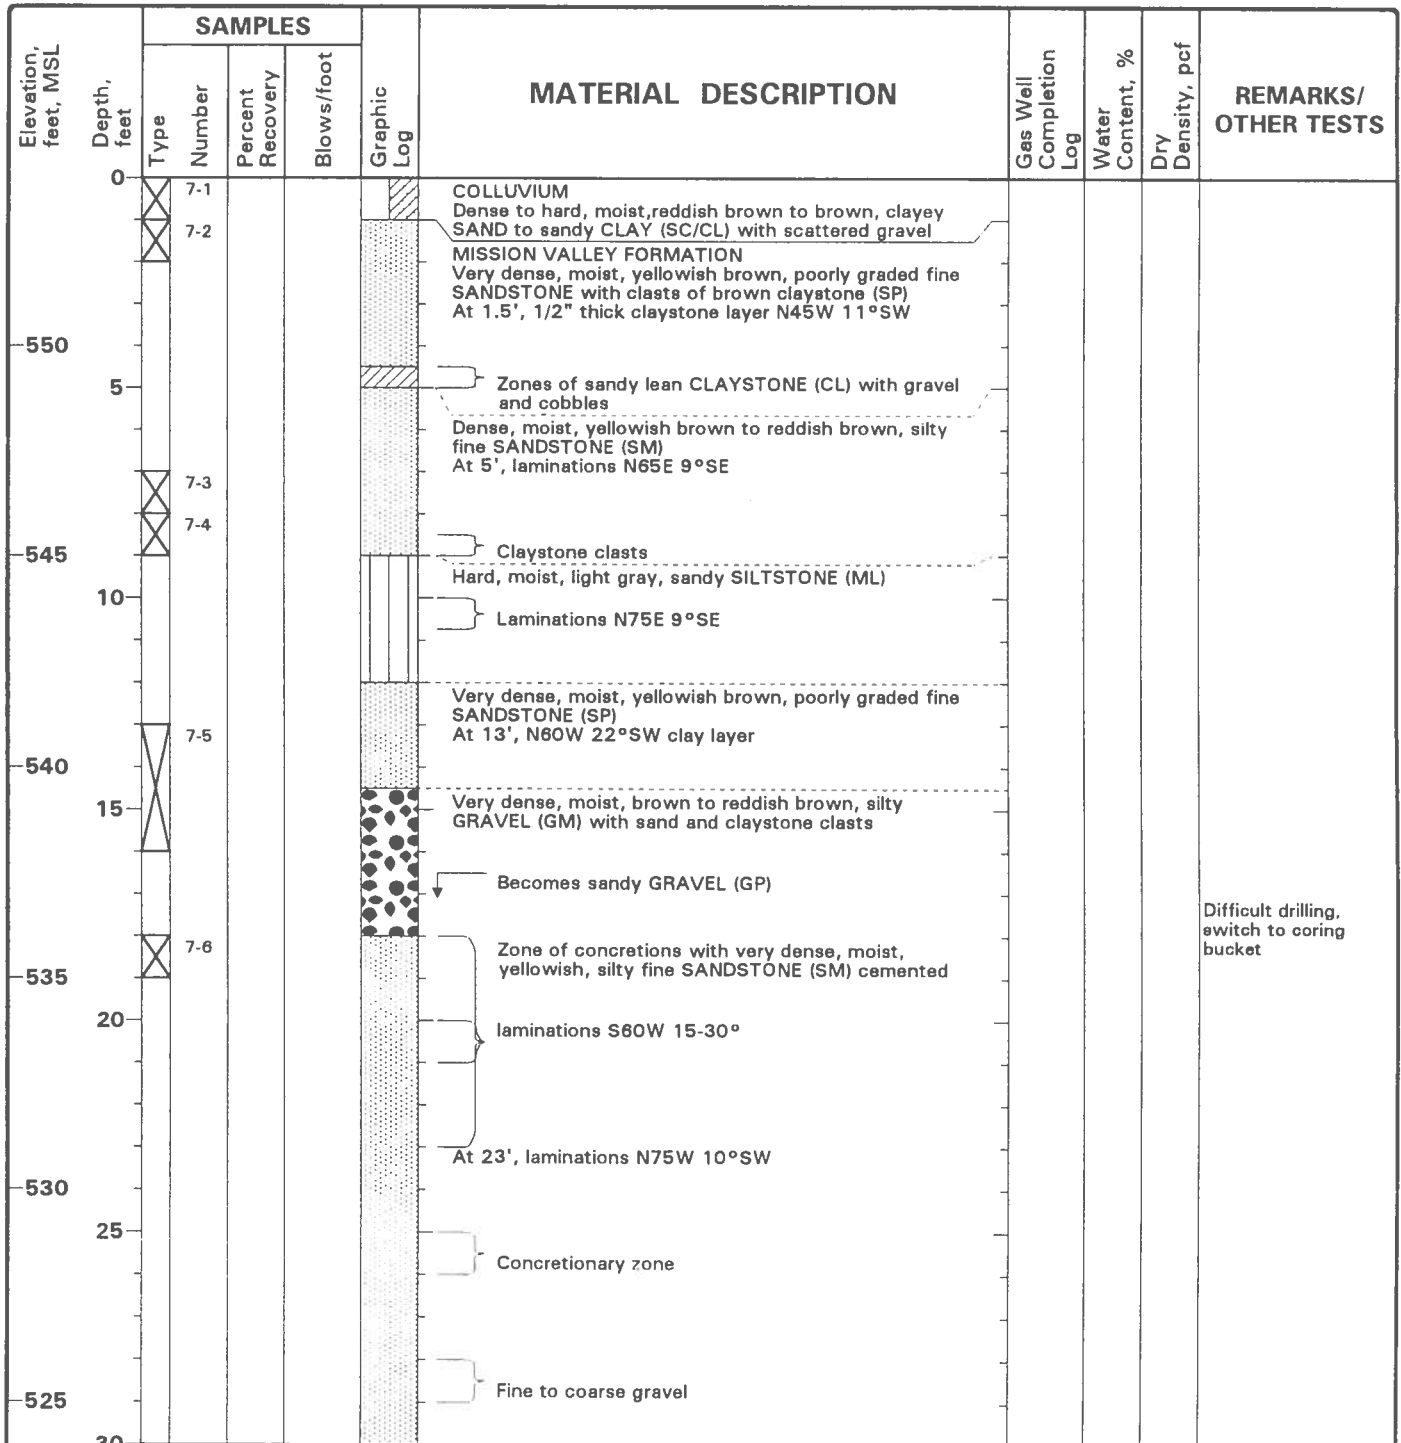 SAMPLES
Elevation,
feet, MSL
Depth,
feet
Type
Number
Percent
Recovery
Blows/foot
Graphic
Log
MATERIAL DESCRIPTION
Gas Well
Completion
Log
Water
Content, %
Dry
Density, pcf
REMARKS/
OTHER TESTS
0
7-1
COLLUVIUM
Dense to hard, moist,reddish brown to brown, clayey
7-2
SAND to sandy CLAY (SC/CL) with scattered gravel
MISSION VALLEY FORMATION
Very dense, moist, yellowish brown, poorly graded fine
SANDSTONE with clasts of brown claystone (SP)
At 1.5', 1/2" thick claystone layer N45W 11°SW
550
5
Zones of sandy lean CLAYSTONE (CL) with gravel
and cobbles
Dense, moist, yellowish brown to reddish brown, silty
fine SANDSTONE (SM)
At 5', laminations N65E 9°SE
7-3
7-4
545
Claystone clasts
Hard, moist, light gray, sandy SILTSTONE (ML)
10
Laminations N75E 9°SE
Very dense, moist, yellowish brown, poorly graded fine
SANDSTONE (SP)
7-5
At 13', N60W 22°SW clay layer
540
15
Very dense, moist, brown to reddish brown, silty
GRAVEL (GM) with sand and claystone clasts
Becomes sandy GRAVEL (GP)
Difficult drilling,
switch to coring
bucket
7-6
Zone of concretions with very dense, moist,
yellowish, silty fine SANDSTONE (SM) cemented
535
20
laminations S60W 15-30°
At 23', laminations N75W 10°SW
530
25
Concretionary zone
Fine to coarse gravel
525
30